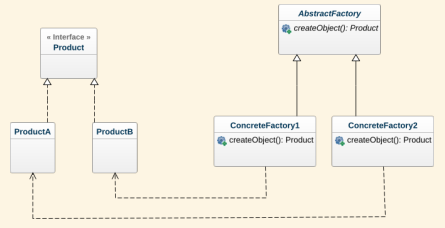 « Interface »
Product
AbstractFactory
createObject(): Product
ProductA
ProductB
ConcreteFactory1
createObject(): Product
ConcreteFactory2
createObject(): Product